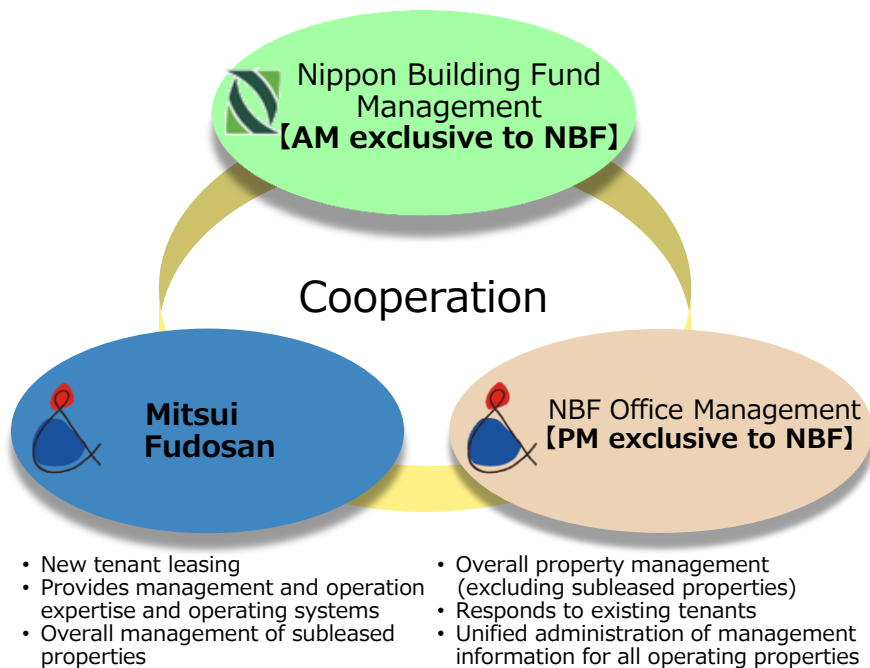 Nippon Building Fund
Management
【AM exclusive to NBF】
Cooperation
Mitsui
Fudosan
NBF Office Management
【PM exclusive to NBF】
• New tenant leasing
• Provides management and operation
expertise and operating systems
• Overall management of subleased
properties
• Overall property management
(excluding subleased properties)
• Responds to existing tenants
• Unified administration of management
information for all operating properties